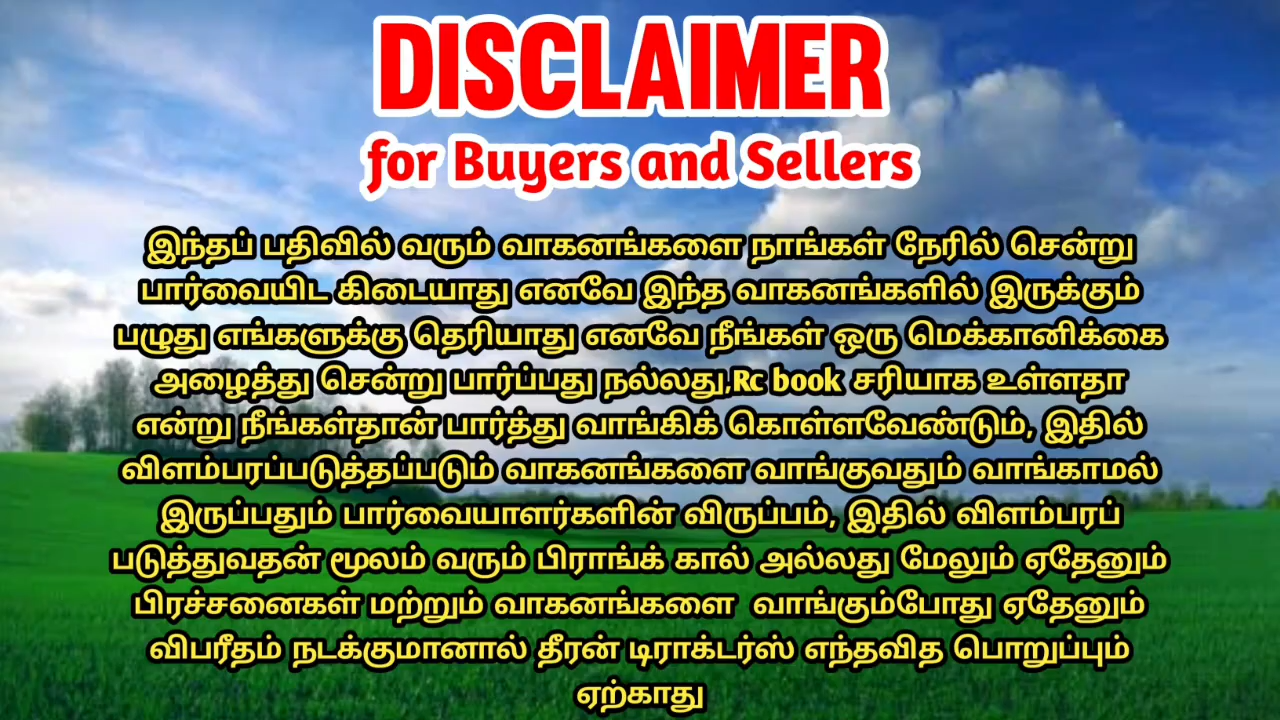 DISCLAIMER
for Buyers and Sellers
இந்தப் பதிவில் வரும் வாகனங்களை நாங்கள் நேரில் சென்று
பார்வையிட கிடையாது எனவே இந்த வாகனங்களில் இருக்கும்
பழுது எங்களுக்கு தெரியாது எனவே நீங்கள் ஒரு மெக்கானிக்கை
அழைத்து சென்று பார்ப்பது நல்லது,Rc book சரியாக உள்ளதா
என்று நீங்கள்தான் பார்த்து வாங்கிக் கொள்ளவேண்டும், இதில்
விளம்பரப்படுத்தப்படும் வாகனங்களை வாங்குவதும் வாங்காமல்
இருப்பதும் பார்வையாளர்களின் விருப்பம், இதில் விளம்பரப்
படுத்துவதன் மூலம் வரும் பிராங்க் கால் அல்லது மேலும் ஏதேனும்
பிரச்சனைகள் மற்றும் வாகனங்களை வாங்கும்போது ஏதேனும்
விபரீதம் நடக்குமானால் தீரன் டிராக்டர்ஸ் எந்தவித பொறுப்பும்
ஏற்காது